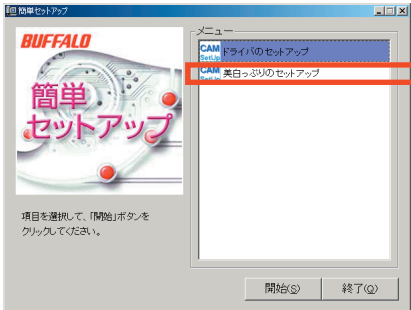 簡単セットアップ
BUFFALO
簡単
セットアップ
項目を選択して、「開始」ボタンを
クリックしてください。
メニュー
CAM SetUp ドライバのセットアップ
CAM SetUp 美白っぷりのセットアップ
開始(S)
終了(Q)